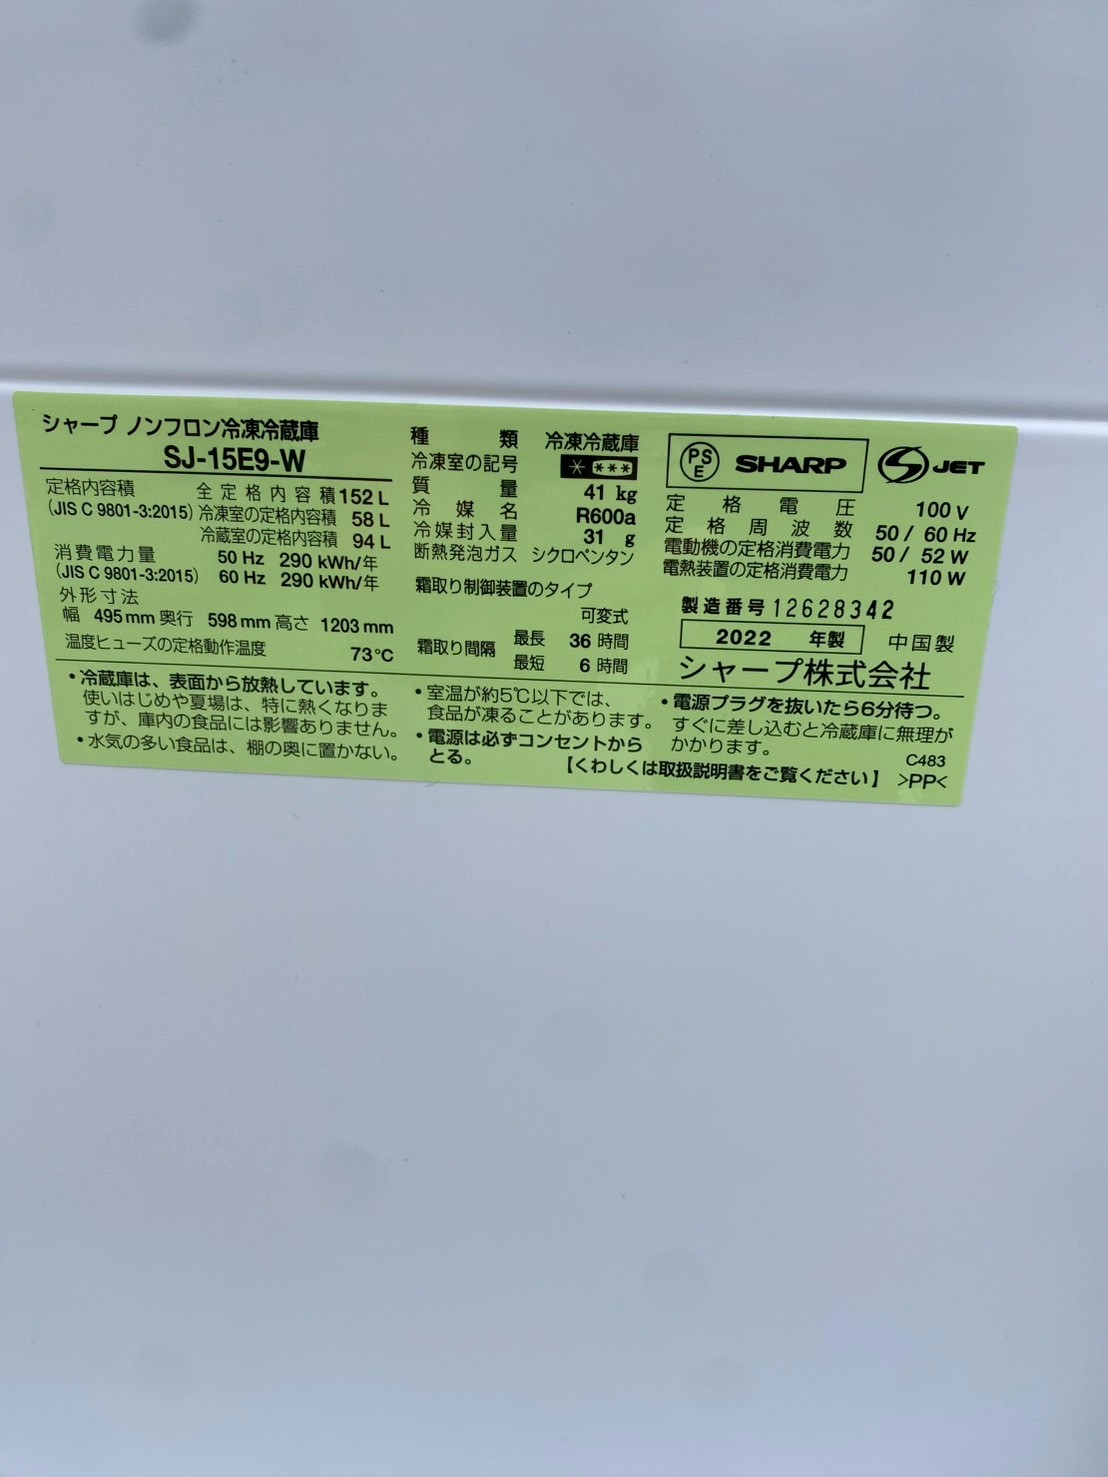 シャープ ノンフロン冷凍冷蔵庫
SJ-15E9-W
定格内容積 全定格内容積 152 L
(JIS C 9801-3:2015) 冷凍室の定格内容積 58 L
冷蔵室の定格内容積 94 L
消費電力量 50 Hz 290 kWh/年
(JIS C 9801-3:2015) 60 Hz 290 kWh/年
外形寸法
幅 495 mm 奥行 598 mm 高さ 1203 mm
温度ヒューズの定格動作温度 73℃
種類 冷凍冷蔵庫
冷凍室の記号 * ***
質量 41 kg
冷媒名 R600a
冷媒封入量 31 g
断熱発泡ガス シクロペンタン
霜取り制御装置のタイプ
可変式
霜取り間隔 最長 36 時間
最短 6 時間
PS E SHARP JET
定格電圧 100 V
定格周波数 50 / 60 Hz
電動機の定格消費電力 50 / 52 W
電熱装置の定格消費電力 110 W
製造番号 12628342
2022 年製 中国製
シャープ株式会社
・冷蔵庫は、表面から放熱しています。
使いはじめや夏場は、特に熱くなりま
すが、庫内の食品には影響ありません。
・水気の多い食品は、棚の奥に置かない。
・室温が約5℃以下では、
食品が凍ることがあります。
・電源は必ずコンセントから
とる。
・電源プラグを抜いたら6分待つ。
すぐに差し込むと冷蔵庫に無理が
かかります。
C483
【くわしくは取扱説明書をご覧ください】 >PP<